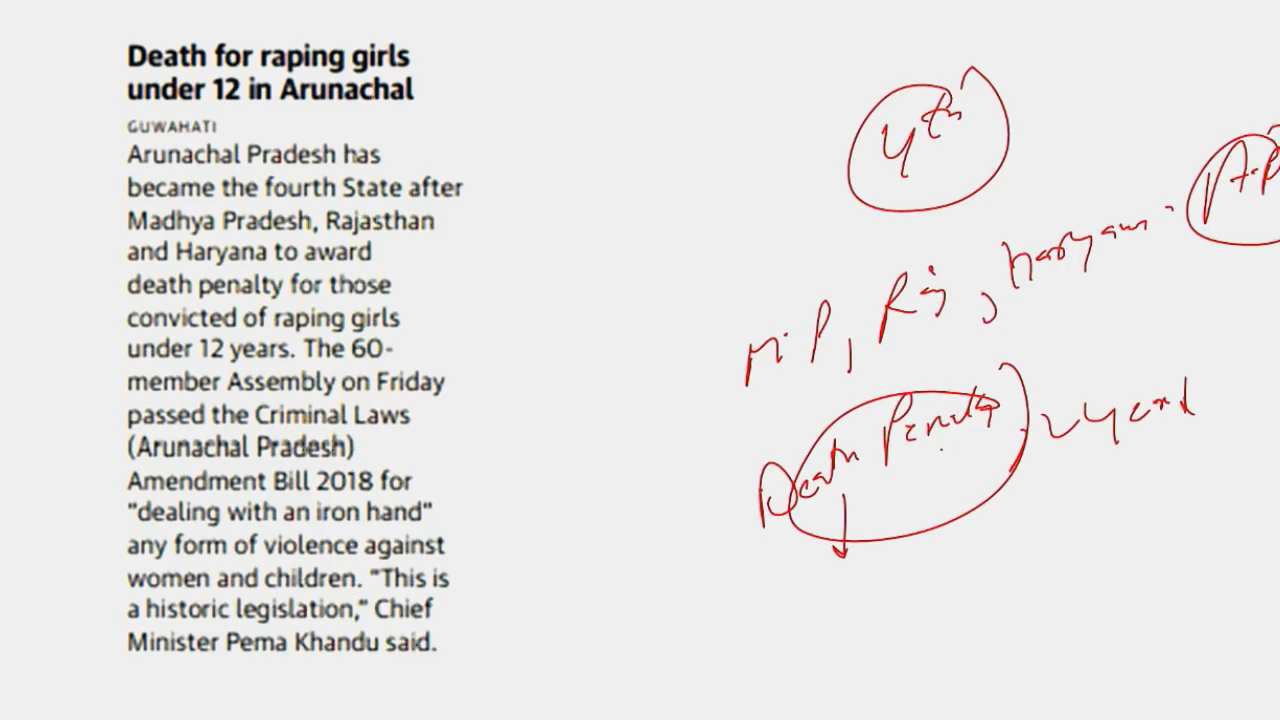 Death for raping girls
under 12 in Arunachal
GUWAHATI
Arunachal Pradesh has
became the fourth State after
Madhya Pradesh, Rajasthan
and Haryana to award
death penalty for those
convicted of raping girls
under 12 years. The 60-
member Assembly on Friday
passed the Criminal Laws
(Arunachal Pradesh)
Amendment Bill 2018 for
"dealing with an iron hand"
any form of violence against
women and children. "This is
a historic legislation," Chief
Minister Pema Khandu said.
4th
A.P
M.P, Raj, Haryana.
Death Penalty